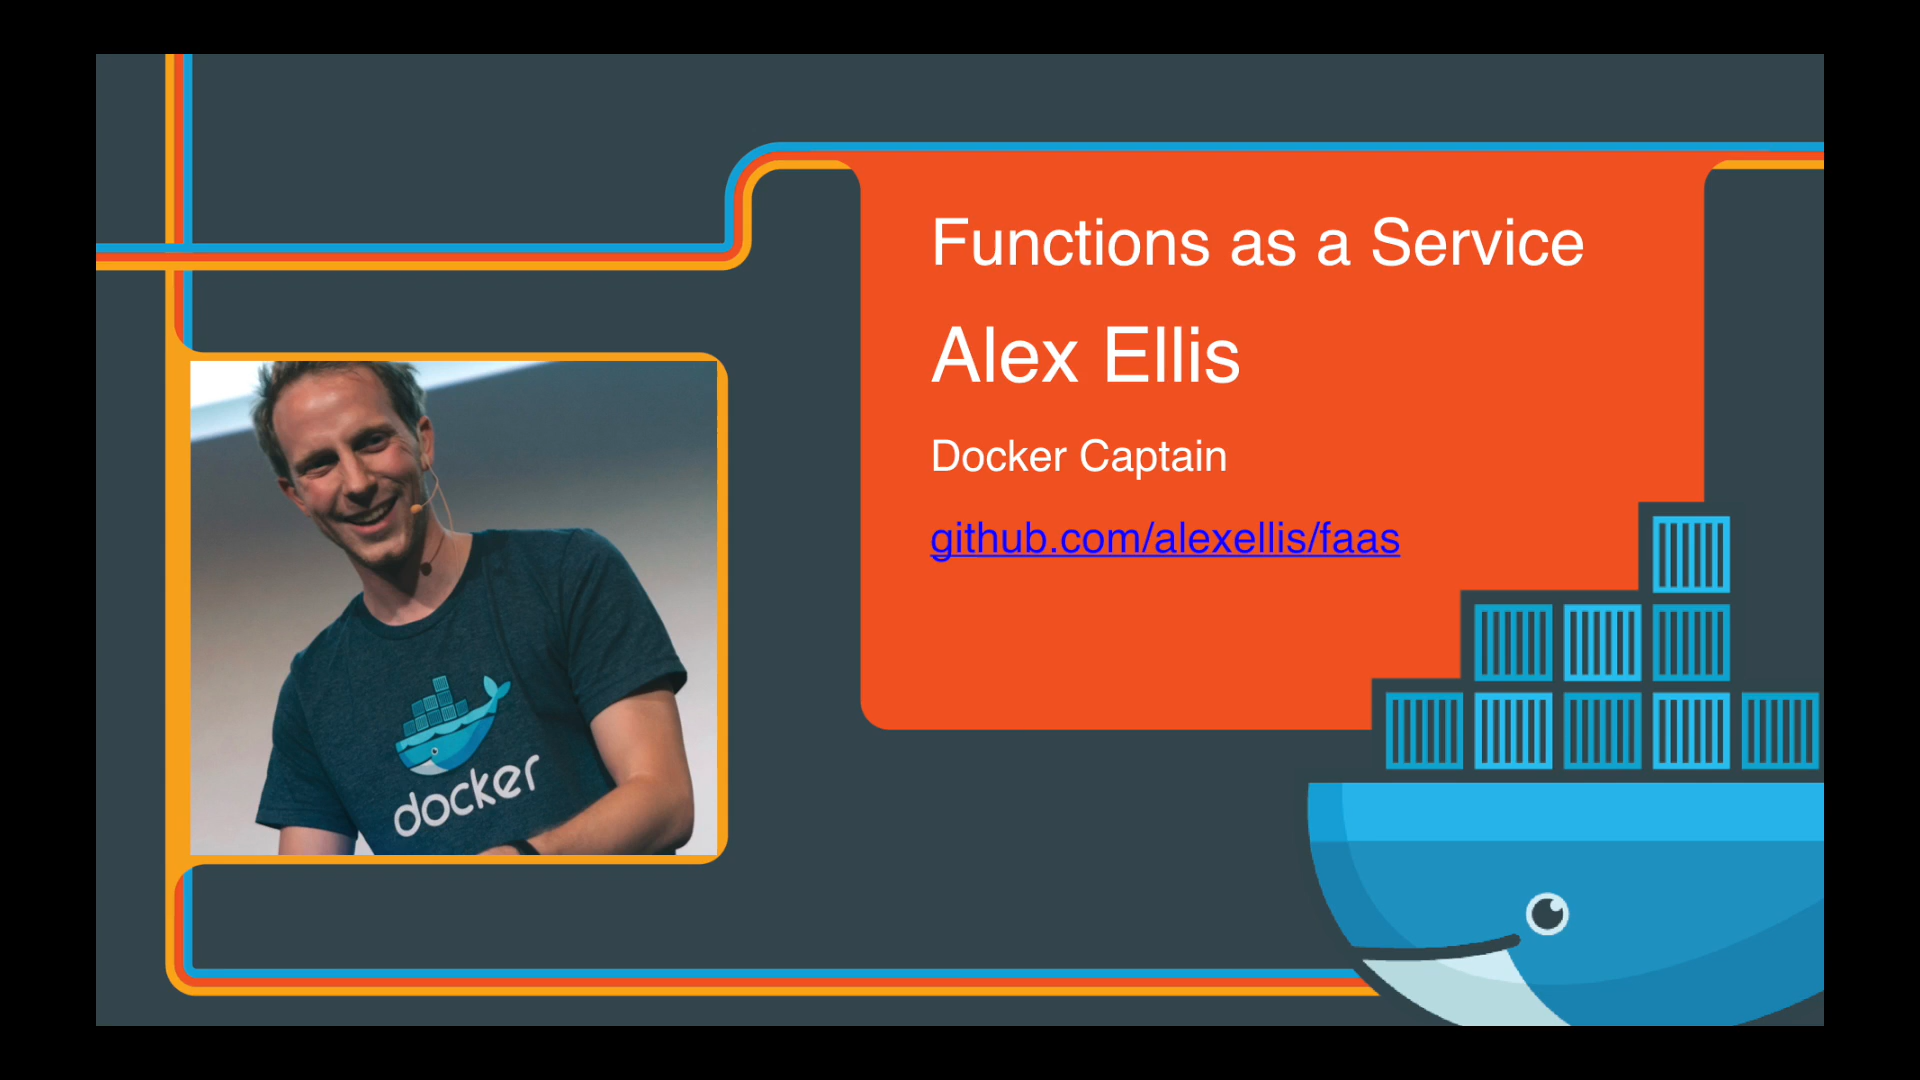 Functions as a Service
Alex Ellis
Docker Captain
github.com/alexellis/faas
docker